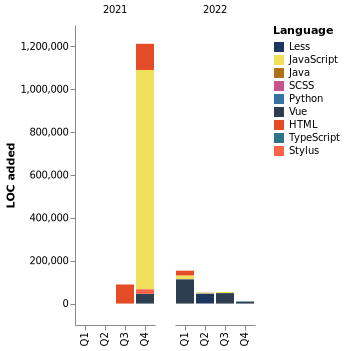 2021 2022
Language
Less
JavaScript
Java
SCSS
Python
Vue
HTML
TypeScript
Stylus
LOC added
1,200,000
1,000,000
800,000
600,000
400,000
200,000
0
Q1 Q2 Q3 Q4 Q1 Q2 Q3 Q4